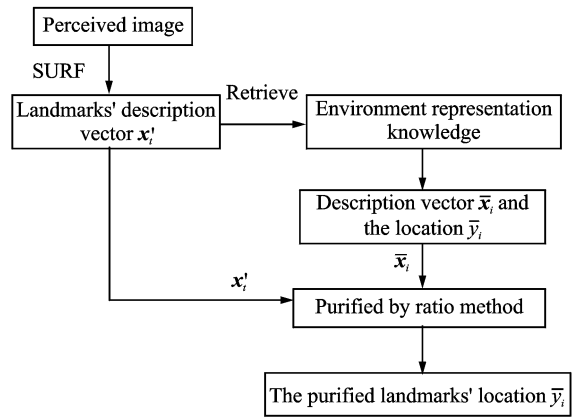 Perceived image
SURF
Landmarks' description
vector x'ₜ
Retrieve
Environment representation
knowledge
Description vector x̄ᵢ and
the location ȳᵢ
x̄ᵢ
x'ₜ
Purified by ratio method
The purified landmarks' location ȳᵢ